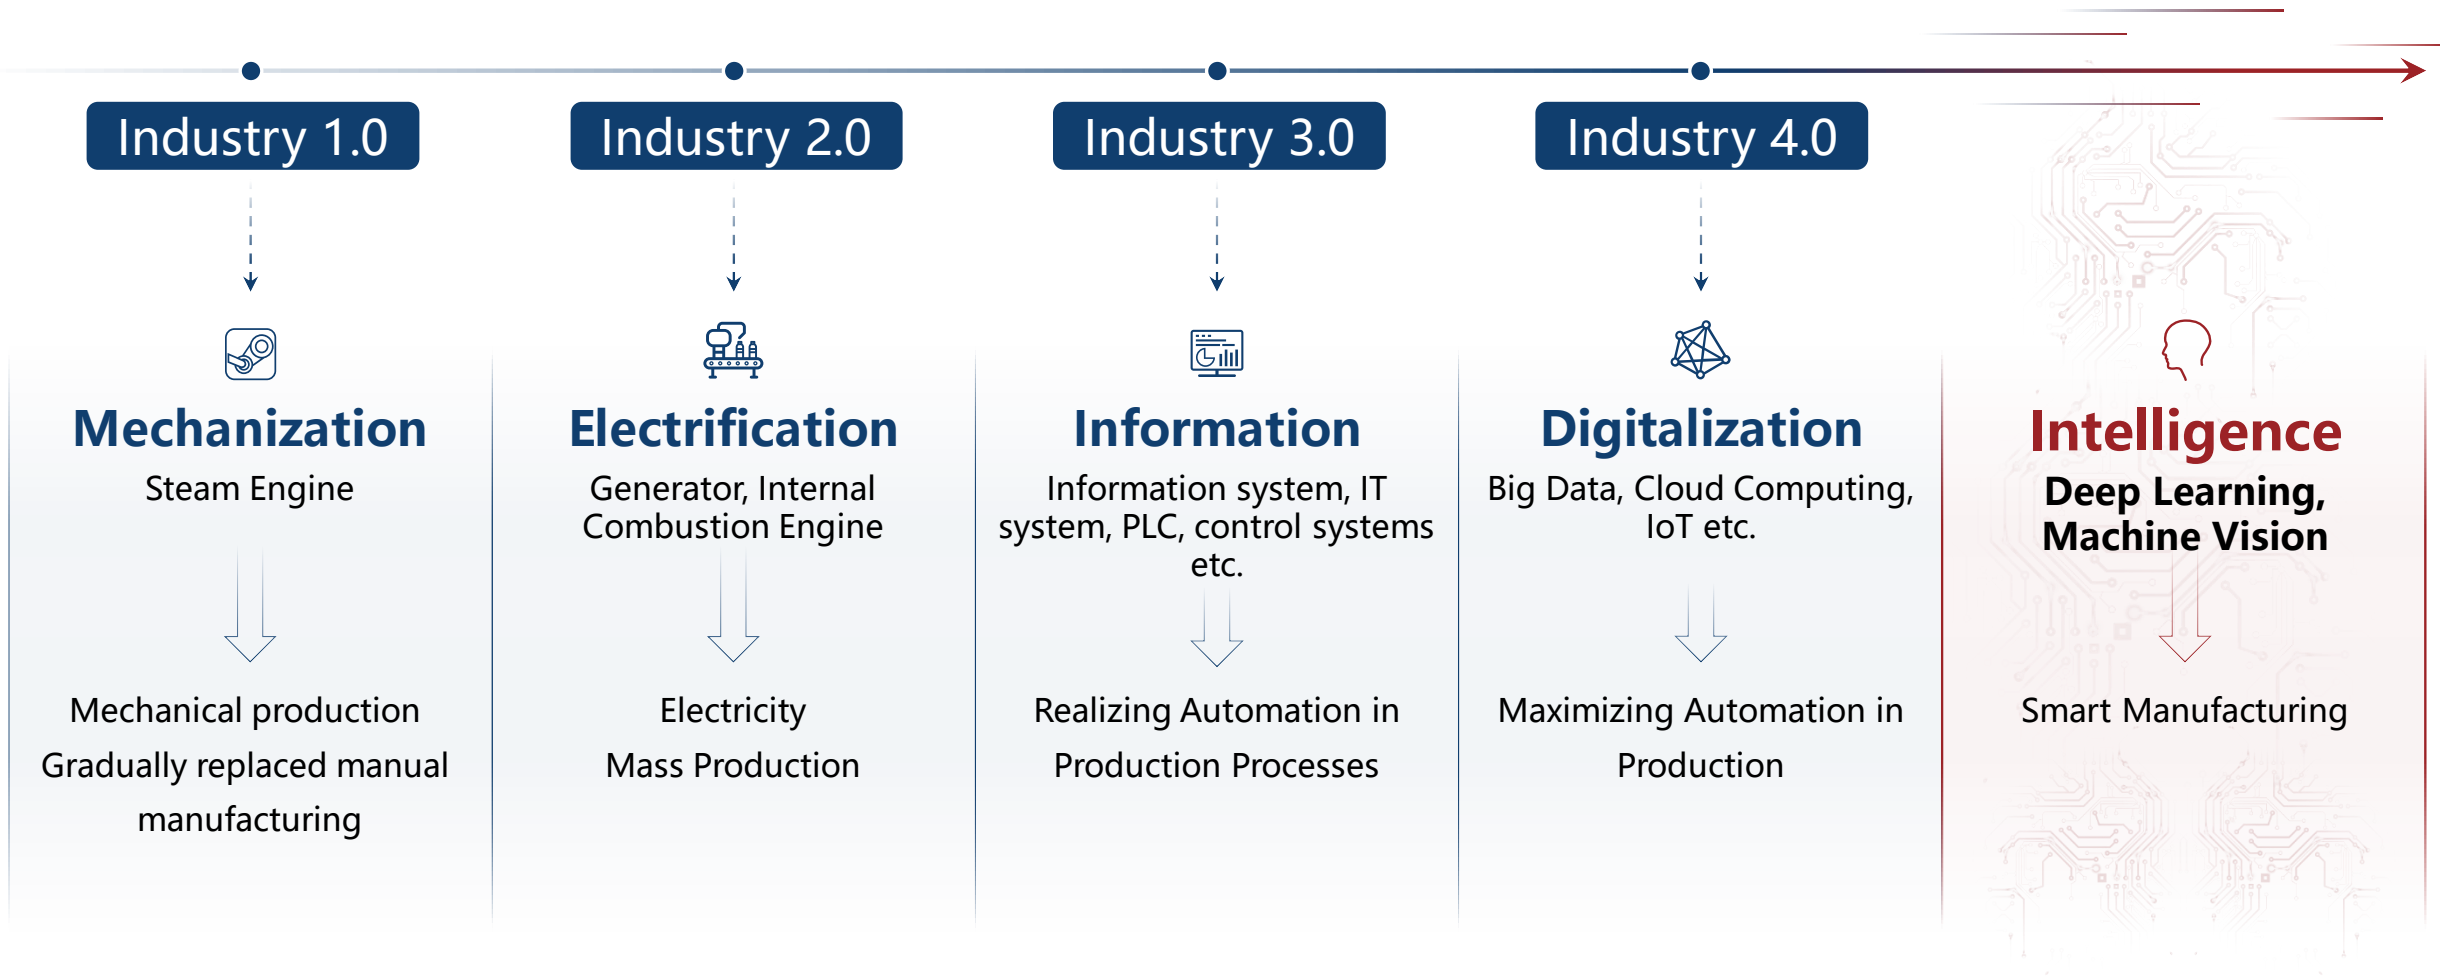 Industry 1.0
Industry 2.0
Industry 3.0
Industry 4.0
Mechanization
Steam Engine
Mechanical production
Gradually replaced manual
manufacturing
Electrification
Generator, Internal
Combustion Engine
Electricity
Mass Production
Information
Information system, IT
system, PLC, control systems
etc.
Realizing Automation in
Production Processes
Digitalization
Big Data, Cloud Computing,
IoT etc.
Maximizing Automation in
Production
Intelligence
Deep Learning,
Machine Vision
Smart Manufacturing